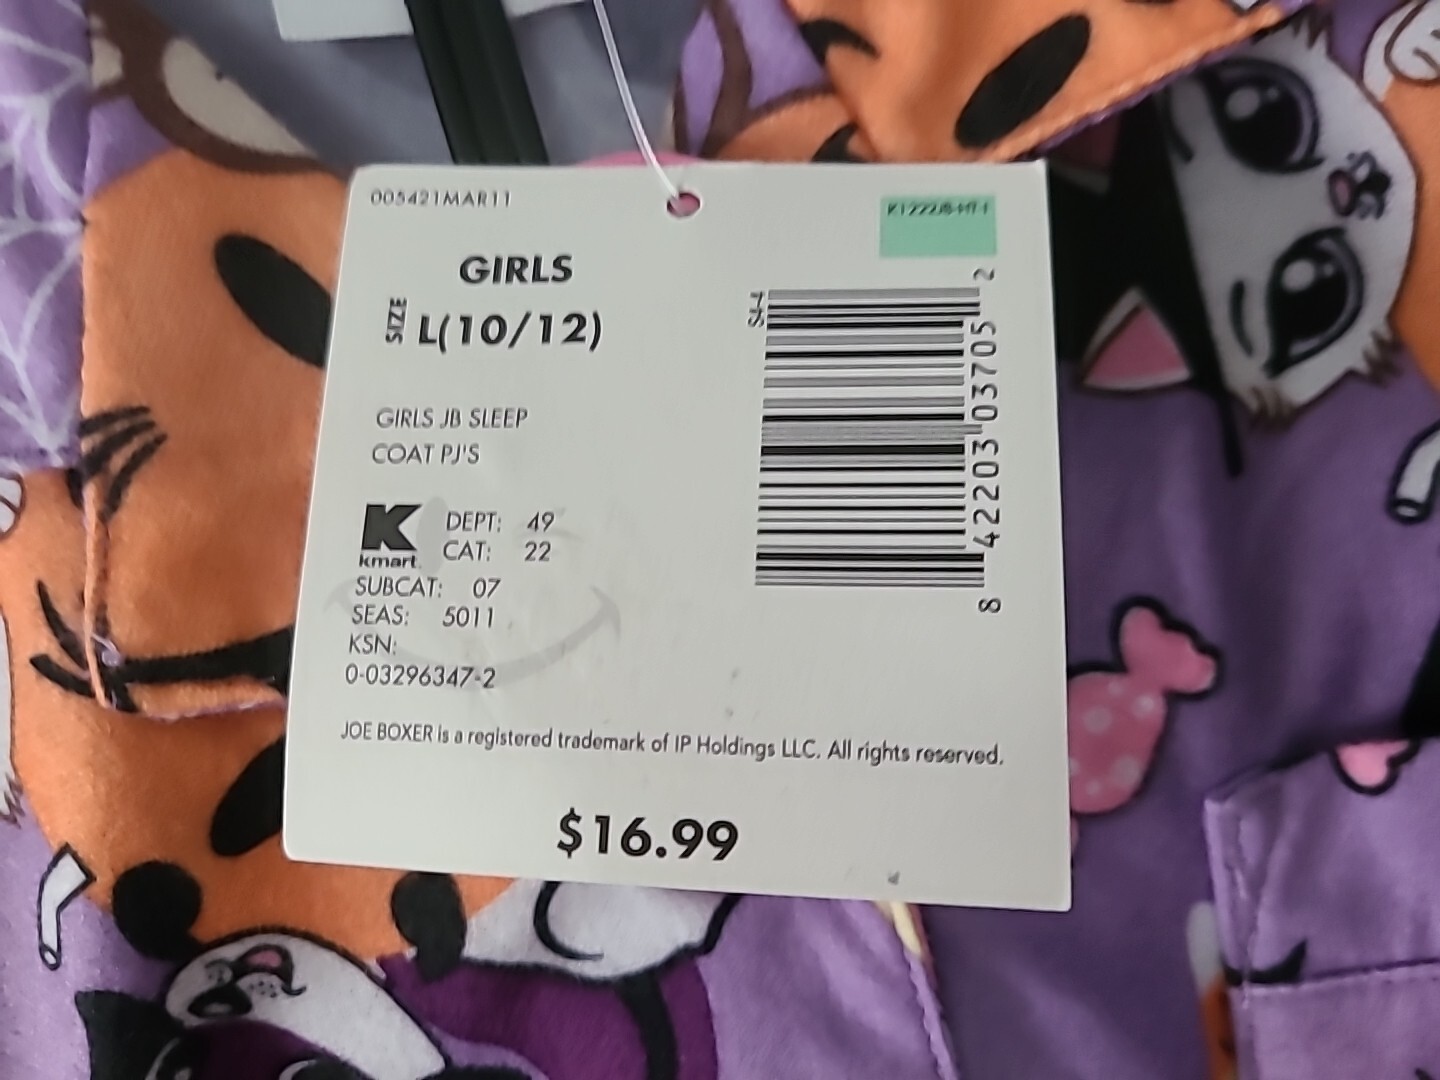 005421MAR11
GIRLS
SIZE L(10/12)
GIRLS JB SLEEP
COAT PJ'S
K
kmart
DEPT: 49
CAT: 22
SUBCAT: 07
SEAS: 5011
KSN:
0-03296347-2
8 42203 03705 2
JOE BOXER is a registered trademark of IP Holdings LLC. All rights reserved.
$16.99